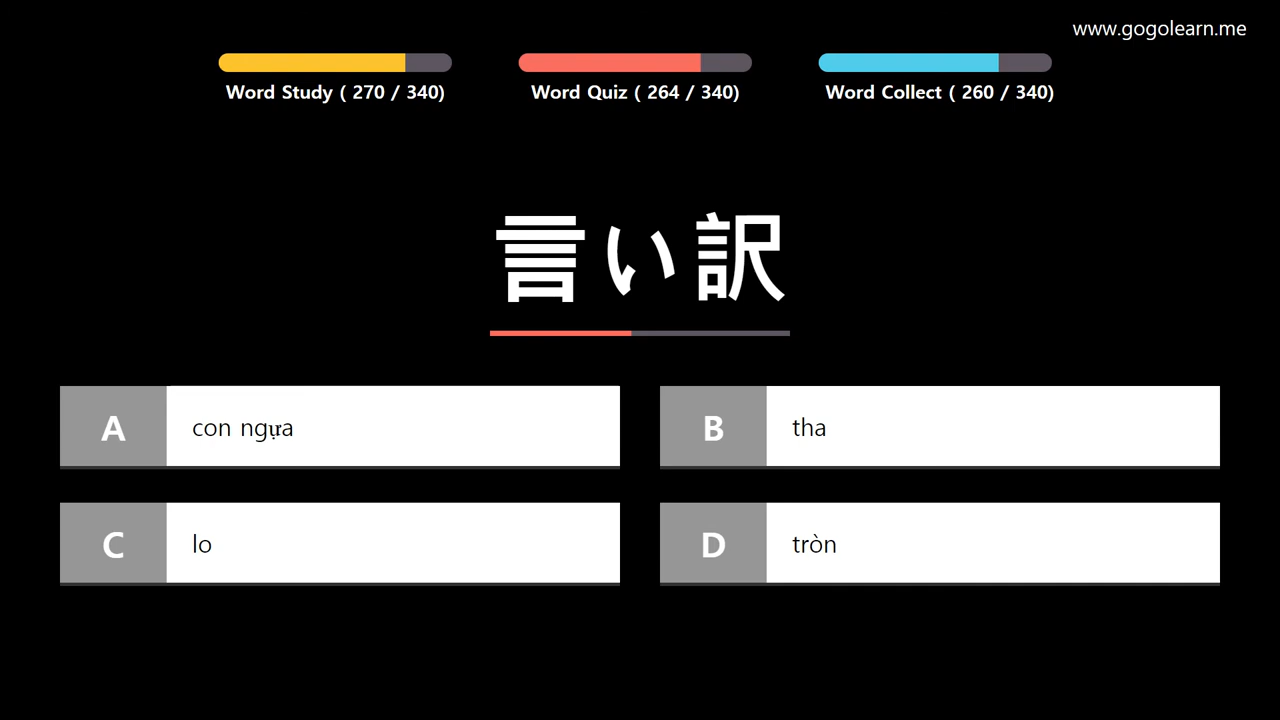 www.gogolearn.me
Word Study ( 270 / 340)
Word Quiz ( 264 / 340)
Word Collect ( 260 / 340)
言い訳
A con ngựa
B tha
C lo
D tròn